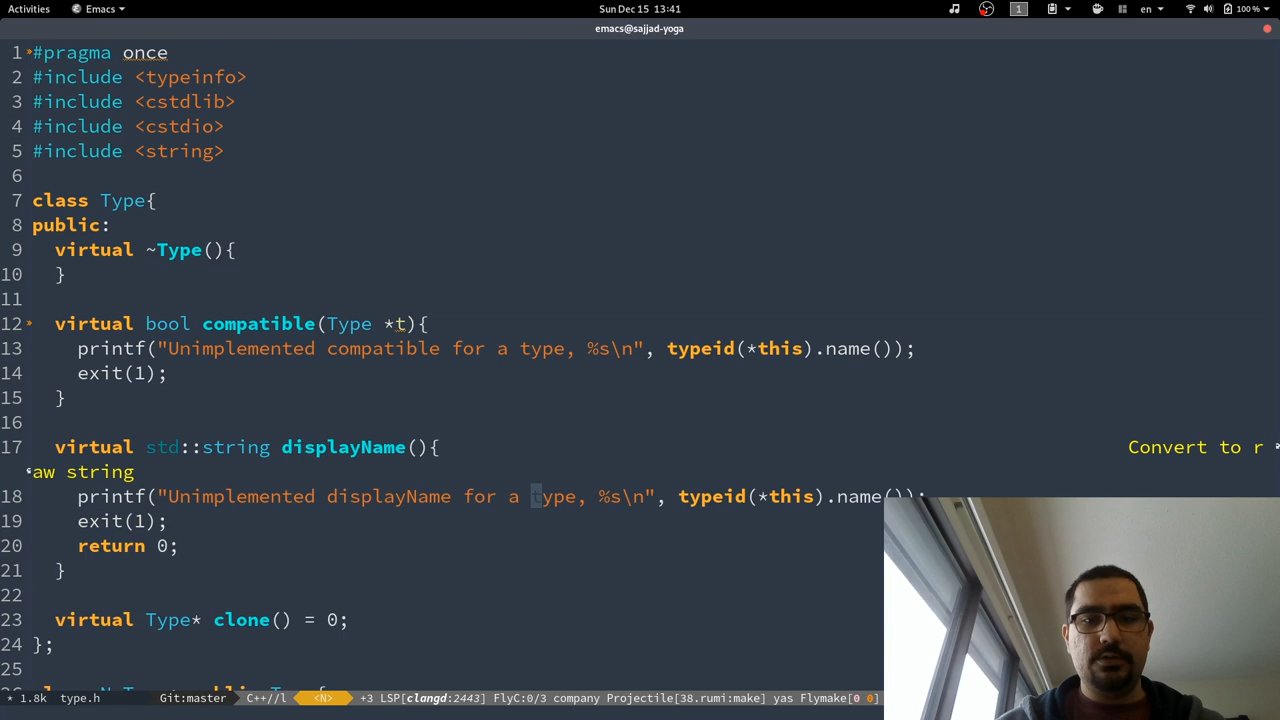 Activities Emacs Sun Dec 15 13:41 1 en 100 %
emacs@sajjad-yoga
1 #pragma once
2 #include <typeinfo>
3 #include <cstdlib>
4 #include <cstdio>
5 #include <string>
6
7 class Type{
8 public:
9 virtual ~Type(){
10 }
11
12 virtual bool compatible(Type *t){
13 printf("Unimplemented compatible for a type, %s\n", typeid(*this).name());
14 exit(1);
15 }
16
17 virtual std::string displayName(){ Convert to r
aw string
18 printf("Unimplemented displayName for a type, %s\n", typeid(*this).name());
19 exit(1);
20 return 0;
21 }
22
23 virtual Type* clone() = 0;
24 };
25
* 1.8k type.h Git:master C++//l <N> +3 LSP[clangd:2443] FlyC:0/3 company Projectile[38.rumi:make] yas Flymake[0 0]